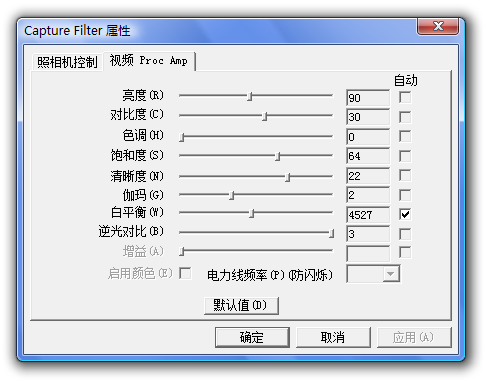 Capture Filter 属性
照相机控制 视频 Proc Amp
自动
亮度(R) 90
对比度(C) 30
色调(H) 0
饱和度(S) 64
清晰度(N) 22
伽玛(G) 2
白平衡(W) 4527
逆光对比(B) 3
增益(A)
启用颜色(E) 电力线频率(P)(防闪烁)
默认值(D)
确定 取消 应用(A)